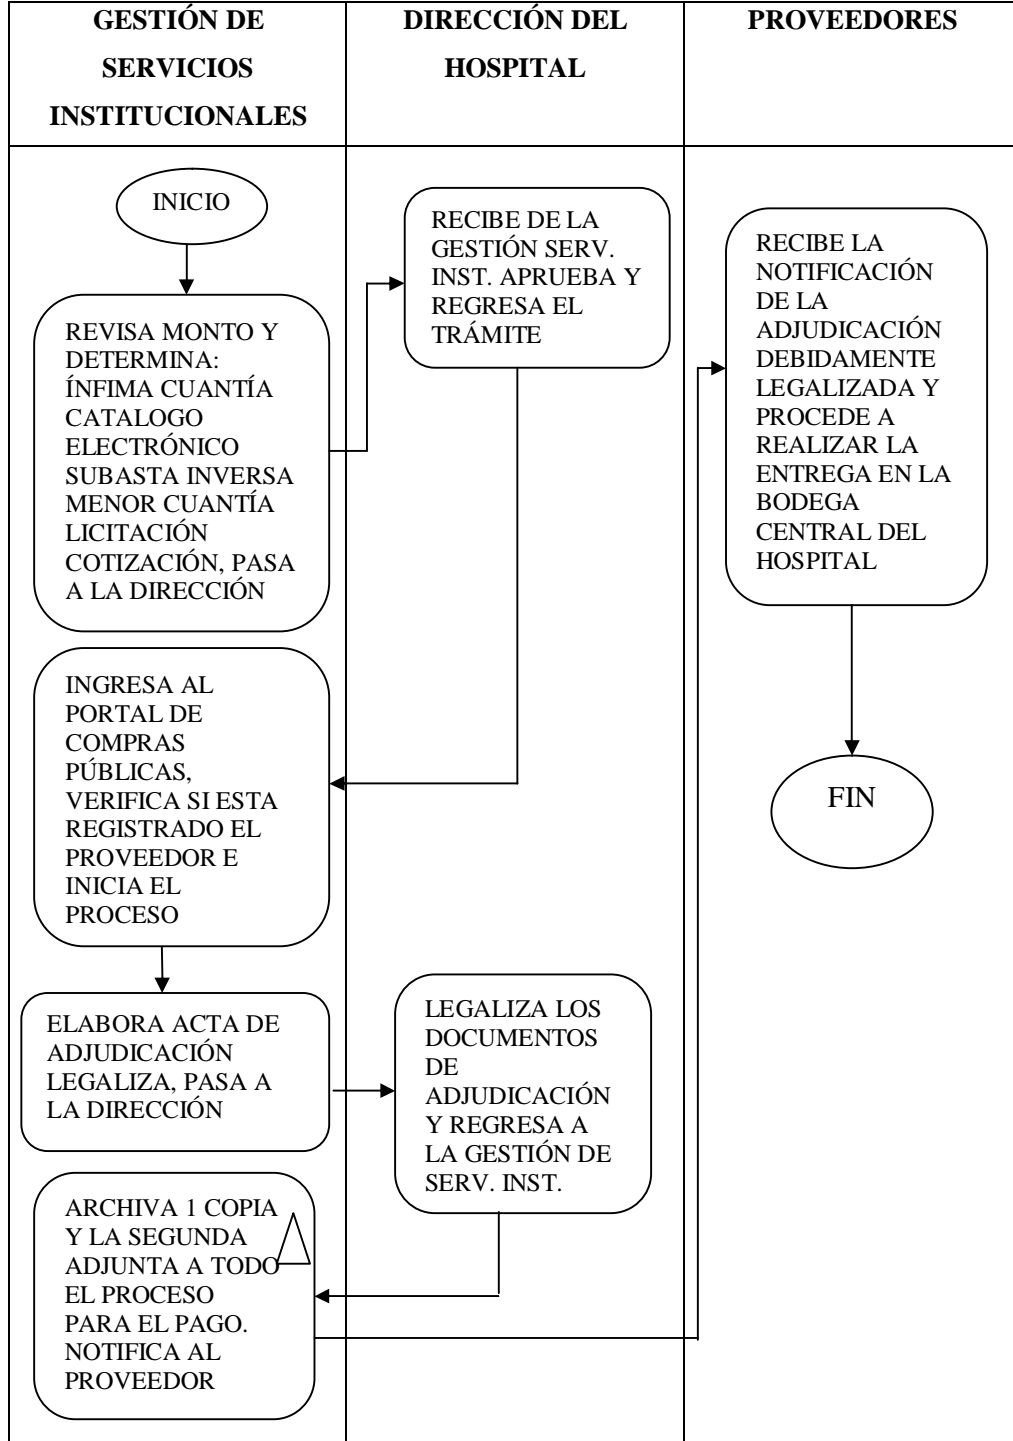 GESTIÓN DE
SERVICIOS
INSTITUCIONALES
DIRECCIÓN DEL
HOSPITAL
PROVEEDORES
INICIO
REVISA MONTO Y
DETERMINA:
ÍNFIMA CUANTÍA
CATALOGO
ELECTRÓNICO
SUBASTA INVERSA
MENOR CUANTÍA
LICITACIÓN
COTIZACIÓN, PASA
A LA DIRECCIÓN
RECIBE DE LA
GESTIÓN SERV.
INST. APRUEBA Y
REGRESA EL
TRÁMITE
INGRESA AL
PORTAL DE
COMPRAS
PÚBLICAS,
VERIFICA SI ESTA
REGISTRADO EL
PROVEEDOR E
INICIA EL
PROCESO
ELABORA ACTA DE
ADJUDICACIÓN
LEGALIZA, PASA A
LA DIRECCIÓN
LEGALIZA LOS
DOCUMENTOS
DE
ADJUDICACIÓN
Y REGRESA A
LA GESTIÓN DE
SERV. INST.
ARCHIVA 1 COPIA
Y LA SEGUNDA
ADJUNTA A TODO
EL PROCESO
PARA EL PAGO.
NOTIFICA AL
PROVEEDOR
RECIBE LA
NOTIFICACIÓN
DE LA
ADJUDICACIÓN
DEBIDAMENTE
LEGALIZADA Y
PROCEDE A
REALIZAR LA
ENTREGA EN LA
BODEGA
CENTRAL DEL
HOSPITAL
FIN